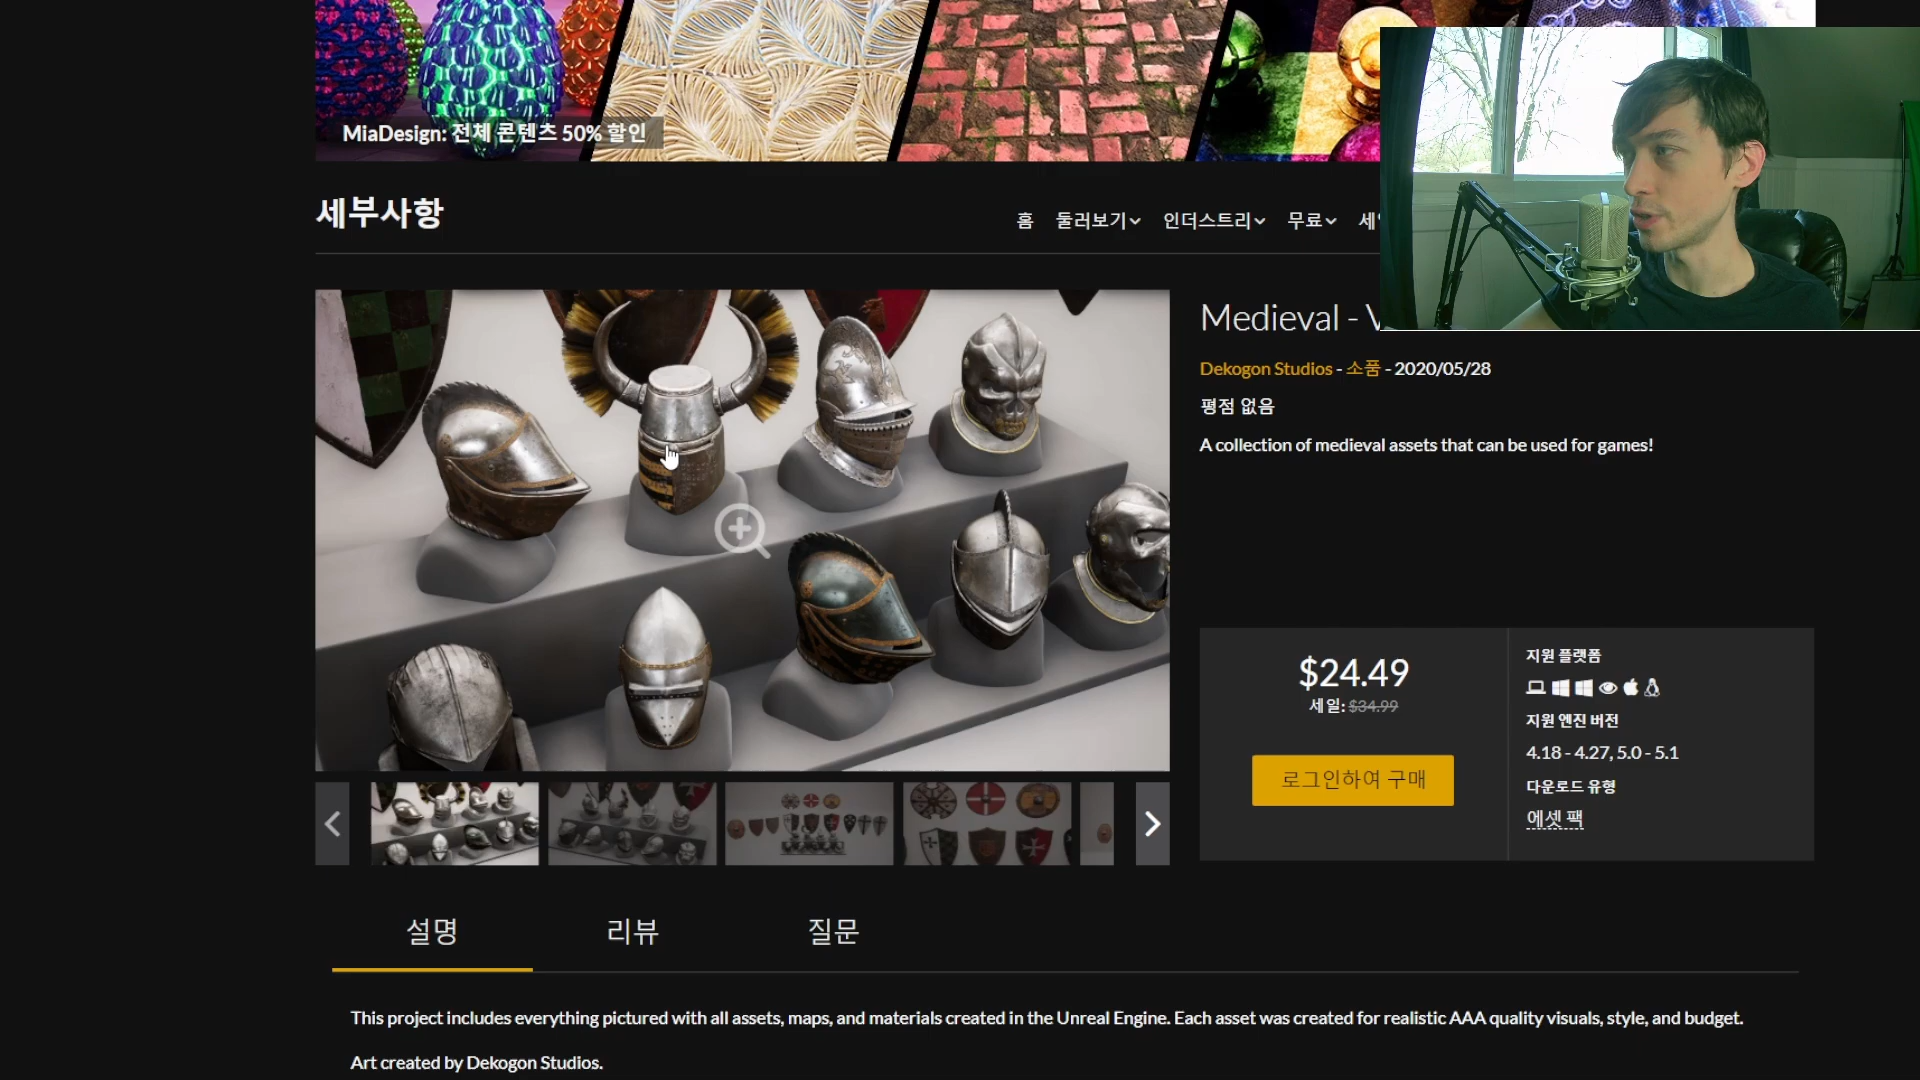 MiaDesign: 전체 콘텐츠 50% 할인
세부사항
홈 둘러보기 인더스트리 무료
Medieval -
Dekogon Studios - 소품 - 2020/05/28
평점 없음
A collection of medieval assets that can be used for games!
$24.49
세일: $34.99
로그인하여 구매
지원 플랫폼
지원 엔진 버전
4.18 - 4.27, 5.0 - 5.1
다운로드 유형
에셋 팩
설명 리뷰 질문
This project includes everything pictured with all assets, maps, and materials created in the Unreal Engine. Each asset was created for realistic AAA quality visuals, style, and budget.
Art created by Dekogon Studios.